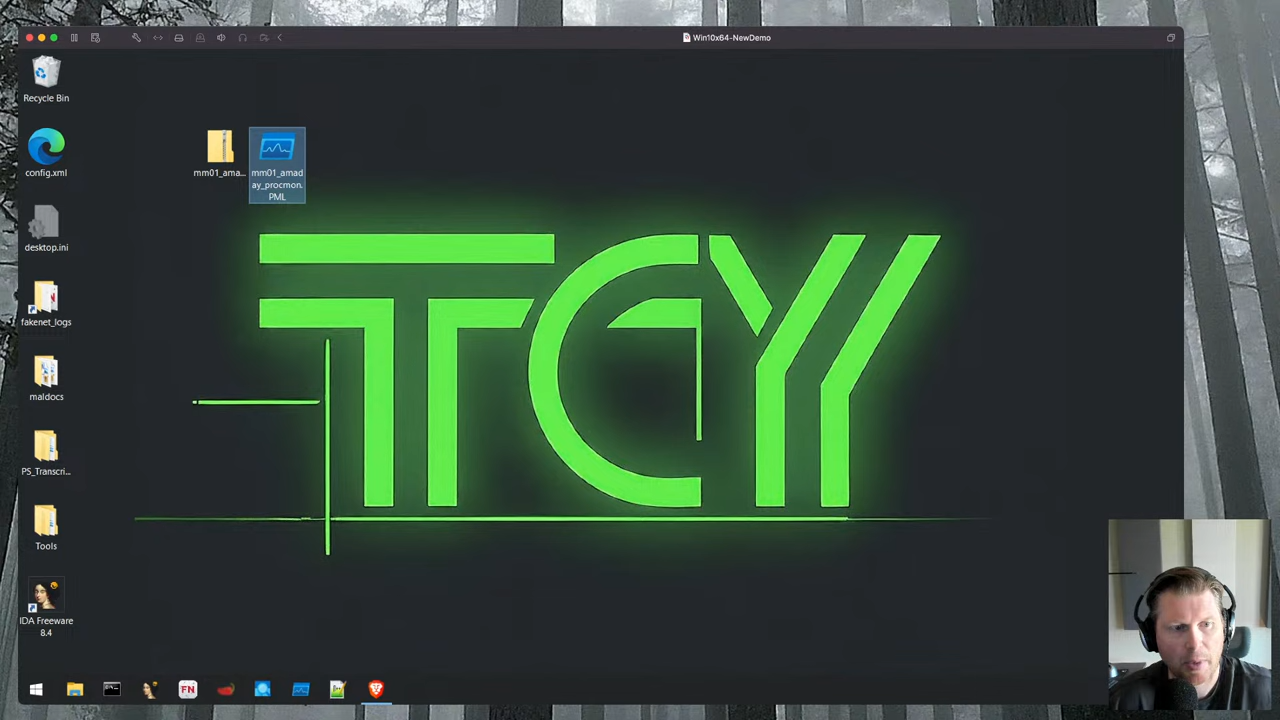 Win10x64-NewDemo
Recycle Bin
config.xml
desktop.ini
fakenet_logs
maldocs
PS_Transcri...
Tools
IDA Freeware
8.4
mm01_ama...
mm01_amad
ay_procmon.
PML
FN